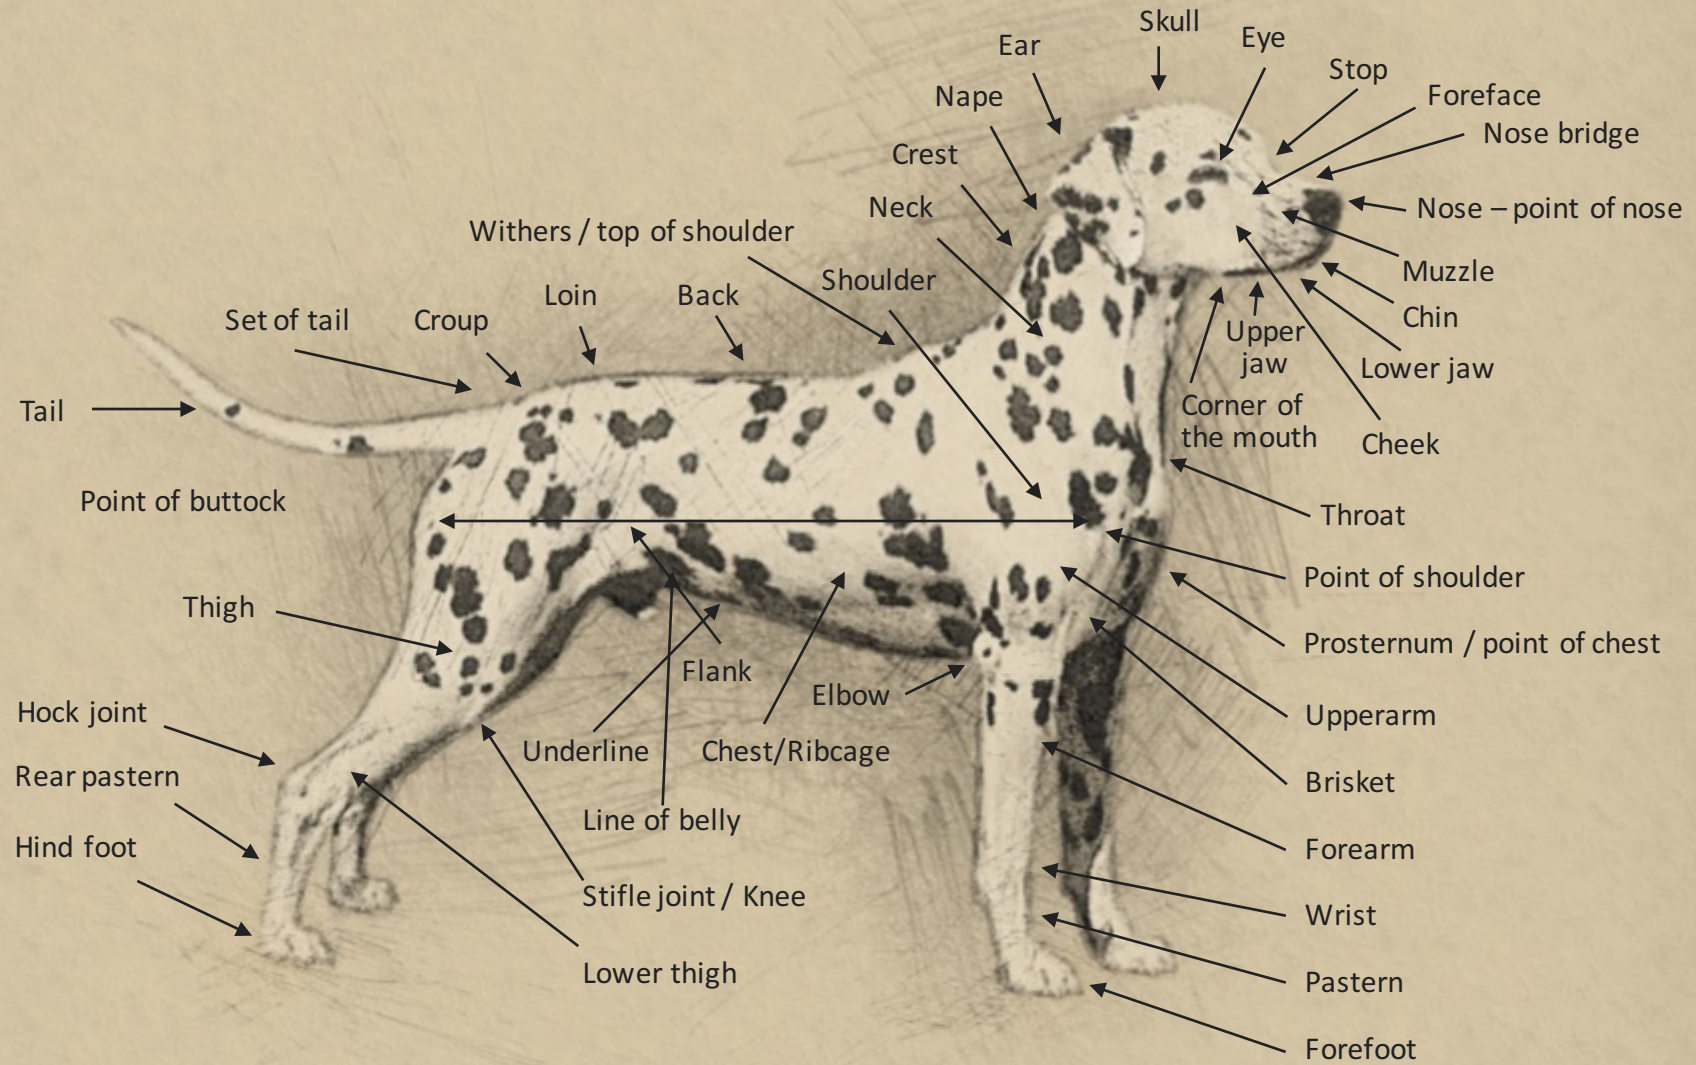 Skull
Ear
Eye
Stop
Nape
Foreface
Nose bridge
Crest
Neck
Nose – point of nose
Withers / top of shoulder
Muzzle
Shoulder
Loin
Back
Chin
Set of tail
Croup
Upper
jaw
Lower jaw
Tail
Corner of
the mouth
Cheek
Point of buttock
Throat
Point of shoulder
Thigh
Prosternum / point of chest
Flank
Elbow
Hock joint
Upperarm
Underline
Chest/Ribcage
Rear pastern
Brisket
Line of belly
Hind foot
Forearm
Stifle joint / Knee
Wrist
Lower thigh
Pastern
Forefoot